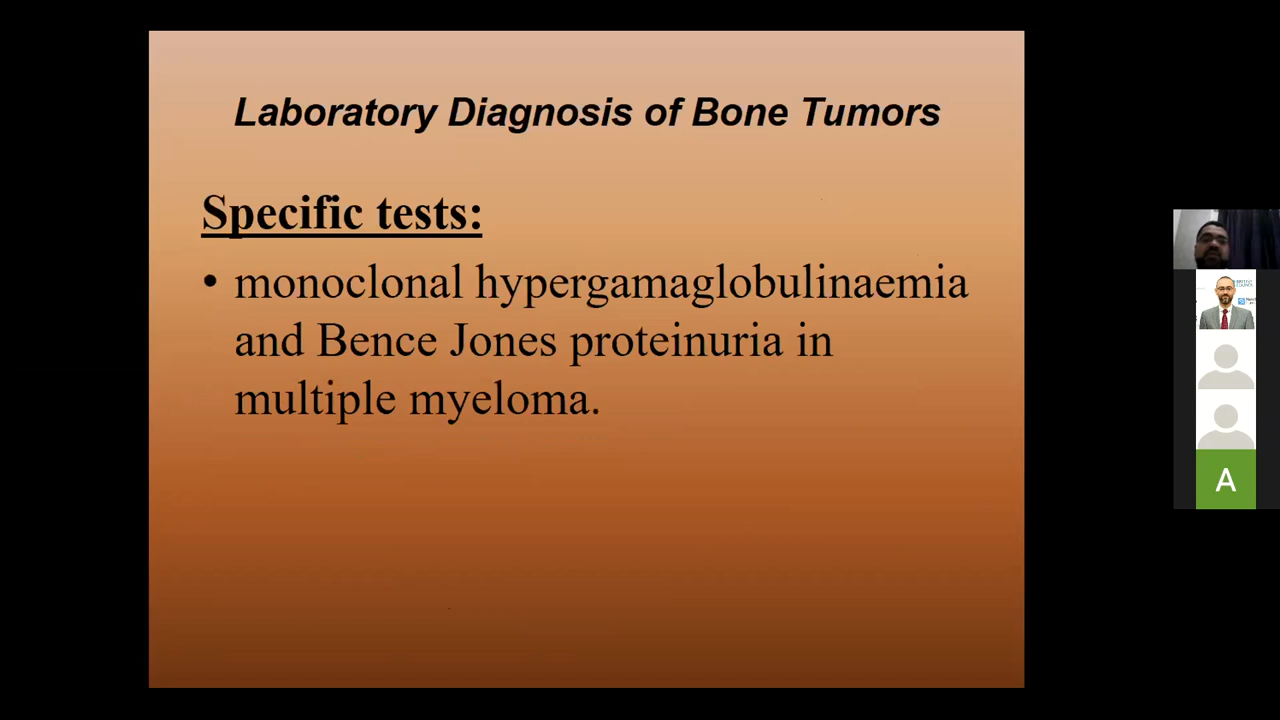 Laboratory Diagnosis of Bone Tumors
Specific tests:
• monoclonal hypergamaglobulinaemia
and Bence Jones proteinuria in
multiple myeloma.
A